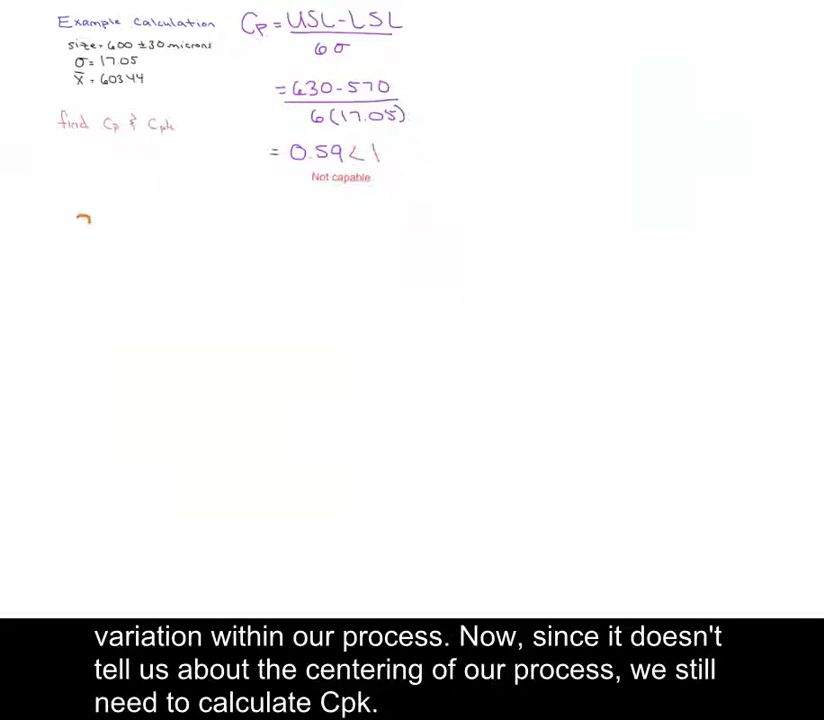 Example Calculation
size = 600 ±30 microns
σ = 17.05
x̄ = 603.44
find Cp & Cpk
Cp = USL-LSL
6σ
= 630-570
6(17.05)
= 0.59 < 1
Not capable
variation within our process. Now, since it doesn't
tell us about the centering of our process, we still
need to calculate Cpk.